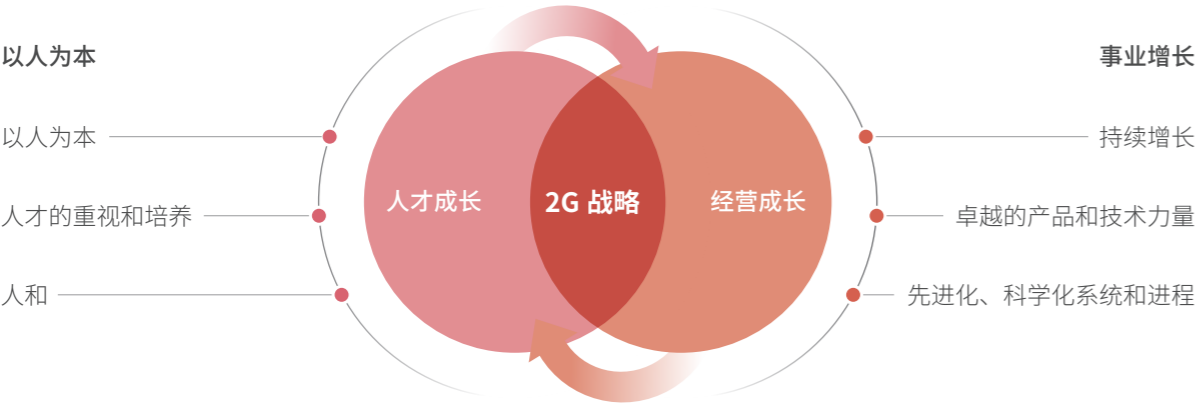 以人为本
以人为本
人才的重视和培养
人和
人才成长
2G 战略
经营成长
事业增长
持续增长
卓越的产品和技术力量
先进化、科学化系统和进程